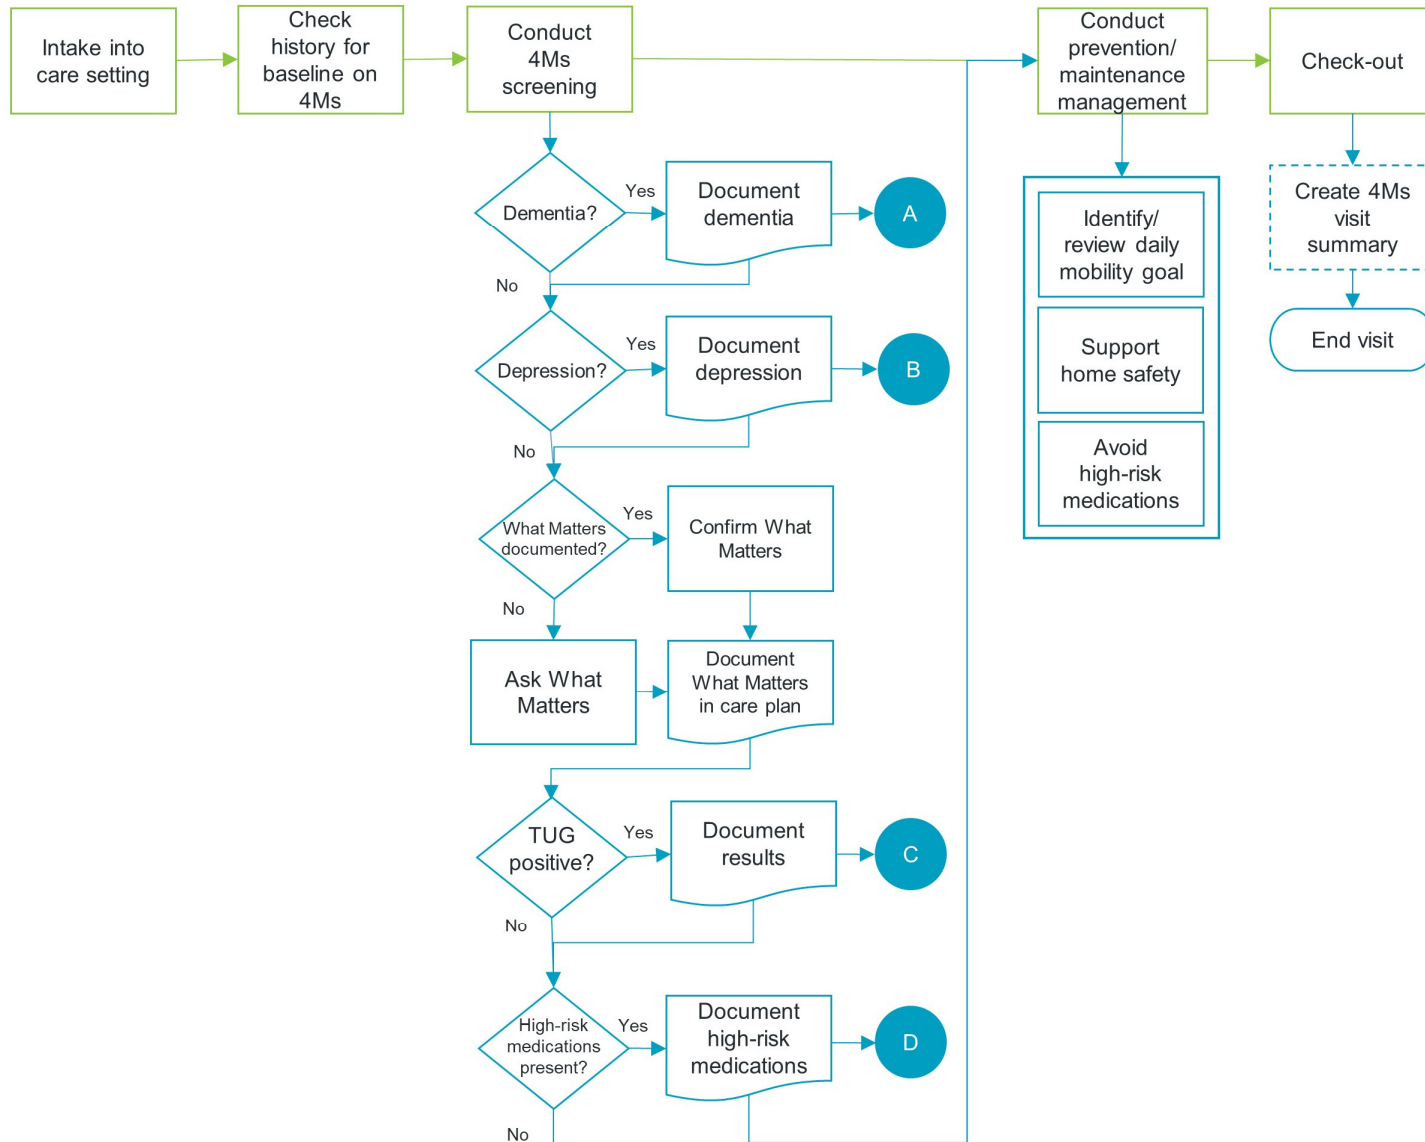 Intake into
care setting
Check
history for
baseline on
4Ms
Conduct
4Ms
screening
Conduct
prevention/
maintenance
management
Check-out
Dementia?
Yes
Document
dementia
A
No
Depression?
Yes
Document
depression
B
No
What Matters
documented?
Yes
Confirm What
Matters
No
Ask What
Matters
Document
What Matters
in care plan
TUG
positive?
Yes
Document
results
C
No
High-risk
medications
present?
Yes
Document
high-risk
medications
D
No
Identify/
review daily
mobility goal
Support
home safety
Avoid
high-risk
medications
Create 4Ms
visit
summary
End visit